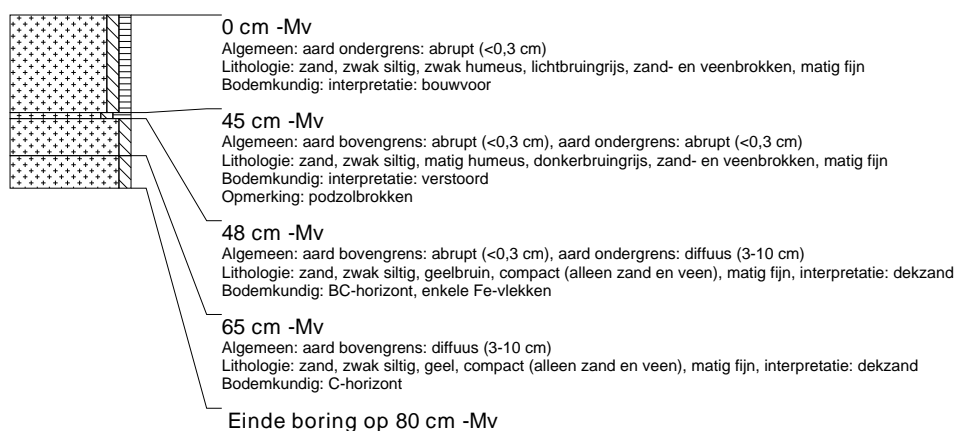 0 cm -Mv
Algemeen: aard ondergrens: abrupt (<0,3 cm)
Lithologie: zand, zwak siltig, zwak humeus, lichtbruingrijs, zand- en veenbrokken, matig fijn
Bodemkundig: interpretatie: bouwvoor
45 cm -Mv
Algemeen: aard bovengrens: abrupt (<0,3 cm), aard ondergrens: abrupt (<0,3 cm)
Lithologie: zand, zwak siltig, matig humeus, donkerbruingrijs, zand- en veenbrokken, matig fijn
Bodemkundig: interpretatie: verstoord
Opmerking: podzolbrokken
48 cm -Mv
Algemeen: aard bovengrens: abrupt (<0,3 cm), aard ondergrens: diffuus (3-10 cm)
Lithologie: zand, zwak siltig, geelbruin, compact (alleen zand en veen), matig fijn, interpretatie: dekzand
Bodemkundig: BC-horizont, enkele Fe-vlekken
65 cm -Mv
Algemeen: aard bovengrens: diffuus (3-10 cm)
Lithologie: zand, zwak siltig, geel, compact (alleen zand en veen), matig fijn, interpretatie: dekzand
Bodemkundig: C-horizont
Einde boring op 80 cm -Mv